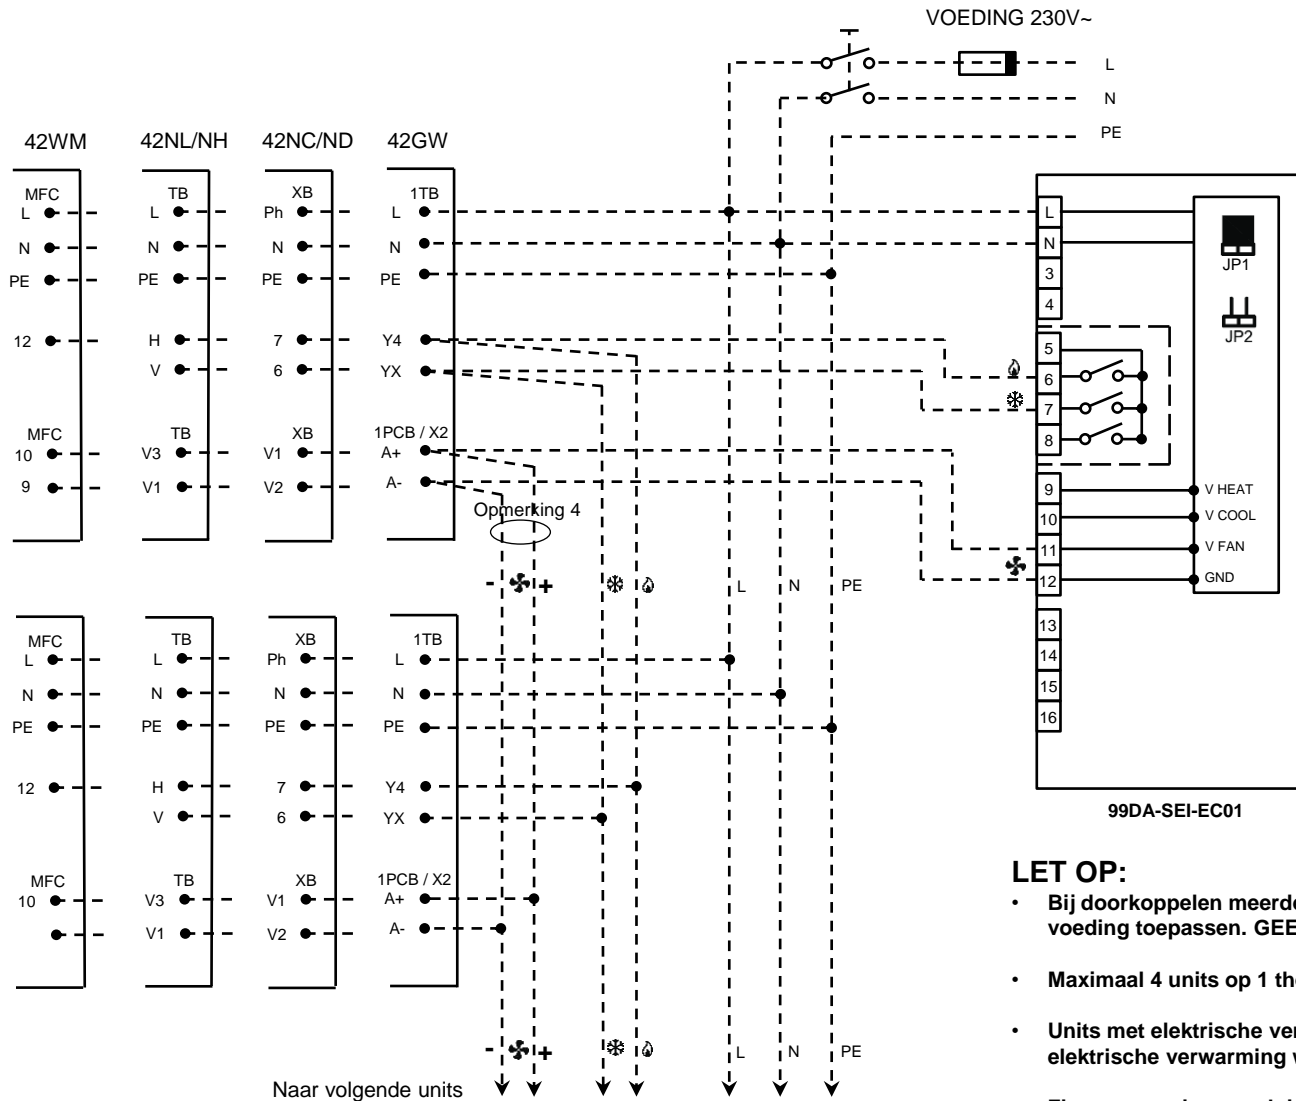 VOEDING 230V~
L
N
PE
42WM
42NL/NH
42NC/ND
42GW
MFC
L
N
PE
12
MFC
10
9
TB
L
N
PE
H
V
TB
V3
V1
XB
Ph
N
PE
7
6
XB
V1
V2
1TB
L
N
PE
Y4
YX
1PCB / X2
A+
A-
Opmerking 4
L
N
3
4
5
6
7
8
9
10
11
12
13
14
15
16
JP1
JP2
V HEAT
V COOL
V FAN
GND
99DA-SEI-EC01
- +
L
N
PE
MFC
L
N
PE
12
MFC
10
TB
L
N
PE
H
V
TB
V3
V1
XB
Ph
N
PE
7
6
XB
V1
V2
1TB
L
N
PE
Y4
YX
1PCB / X2
A+
A-
- +
L
N
PE
Naar volgende units
LET OP:
• Bij doorkoppelen meerd
voeding toepassen. GEE
• Maximaal 4 units op 1 th
• Units met elektrische ver
elektrische verwarming